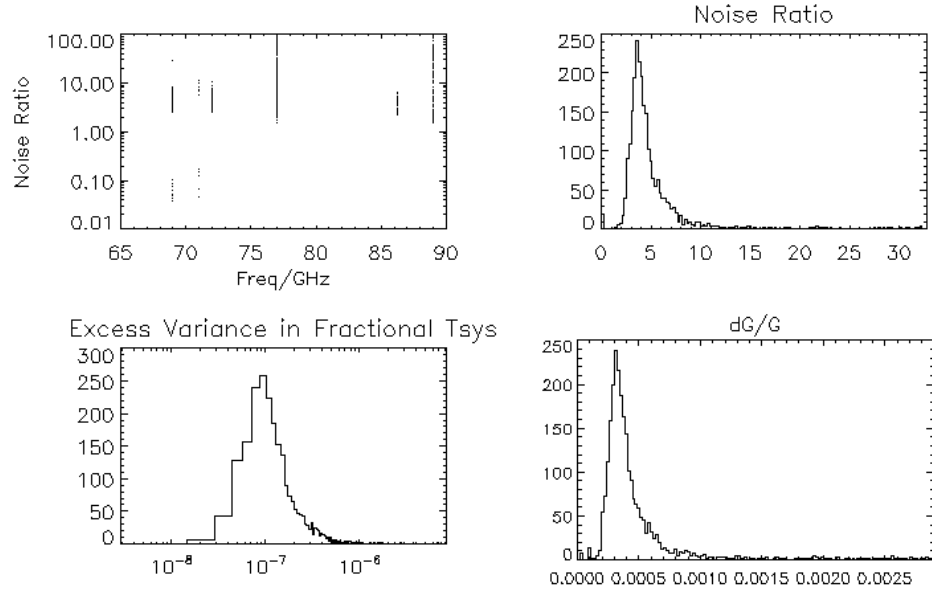 Noise Ratio
100.00
10.00
1.00
0.10
0.01
65 70 75 80 85 90
Freq/GHz
Noise Ratio
250
200
150
100
50
0
0 5 10 15 20 25 30
Excess Variance in Fractional Tsys
300
250
200
150
100
50
0
10⁻⁸ 10⁻⁷ 10⁻⁶
dG/G
250
200
150
100
50
0
0.0000 0.0005 0.0010 0.0015 0.0020 0.0025